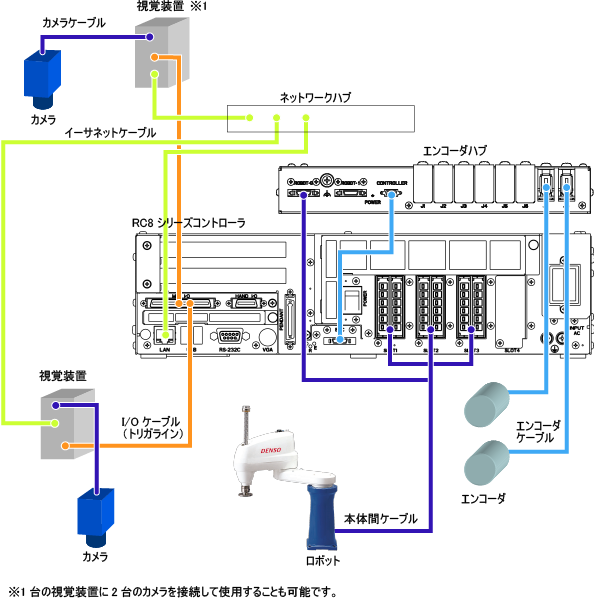 視覚装置 ※1
カメラケーブル
カメラ
ネットワークハブ
イーサネットケーブル
エンコーダハブ
ROBOT-1
CONTROLLER
POWER
J1
J2
J3
J4
J5
J6
RC8 シリーズコントローラ
HAND I/O
PENDANT
POWER
LAN
RS-232C
VGA
SLOT1
SLOT2
SLOT3
SLOT4
INPUT
AC
視覚装置
I/O ケーブル
（トリガライン）
エンコーダ
ケーブル
エンコーダ
DENSO
本体間ケーブル
カメラ
ロボット
※1 台の視覚装置に 2 台のカメラを接続して使用することも可能です。